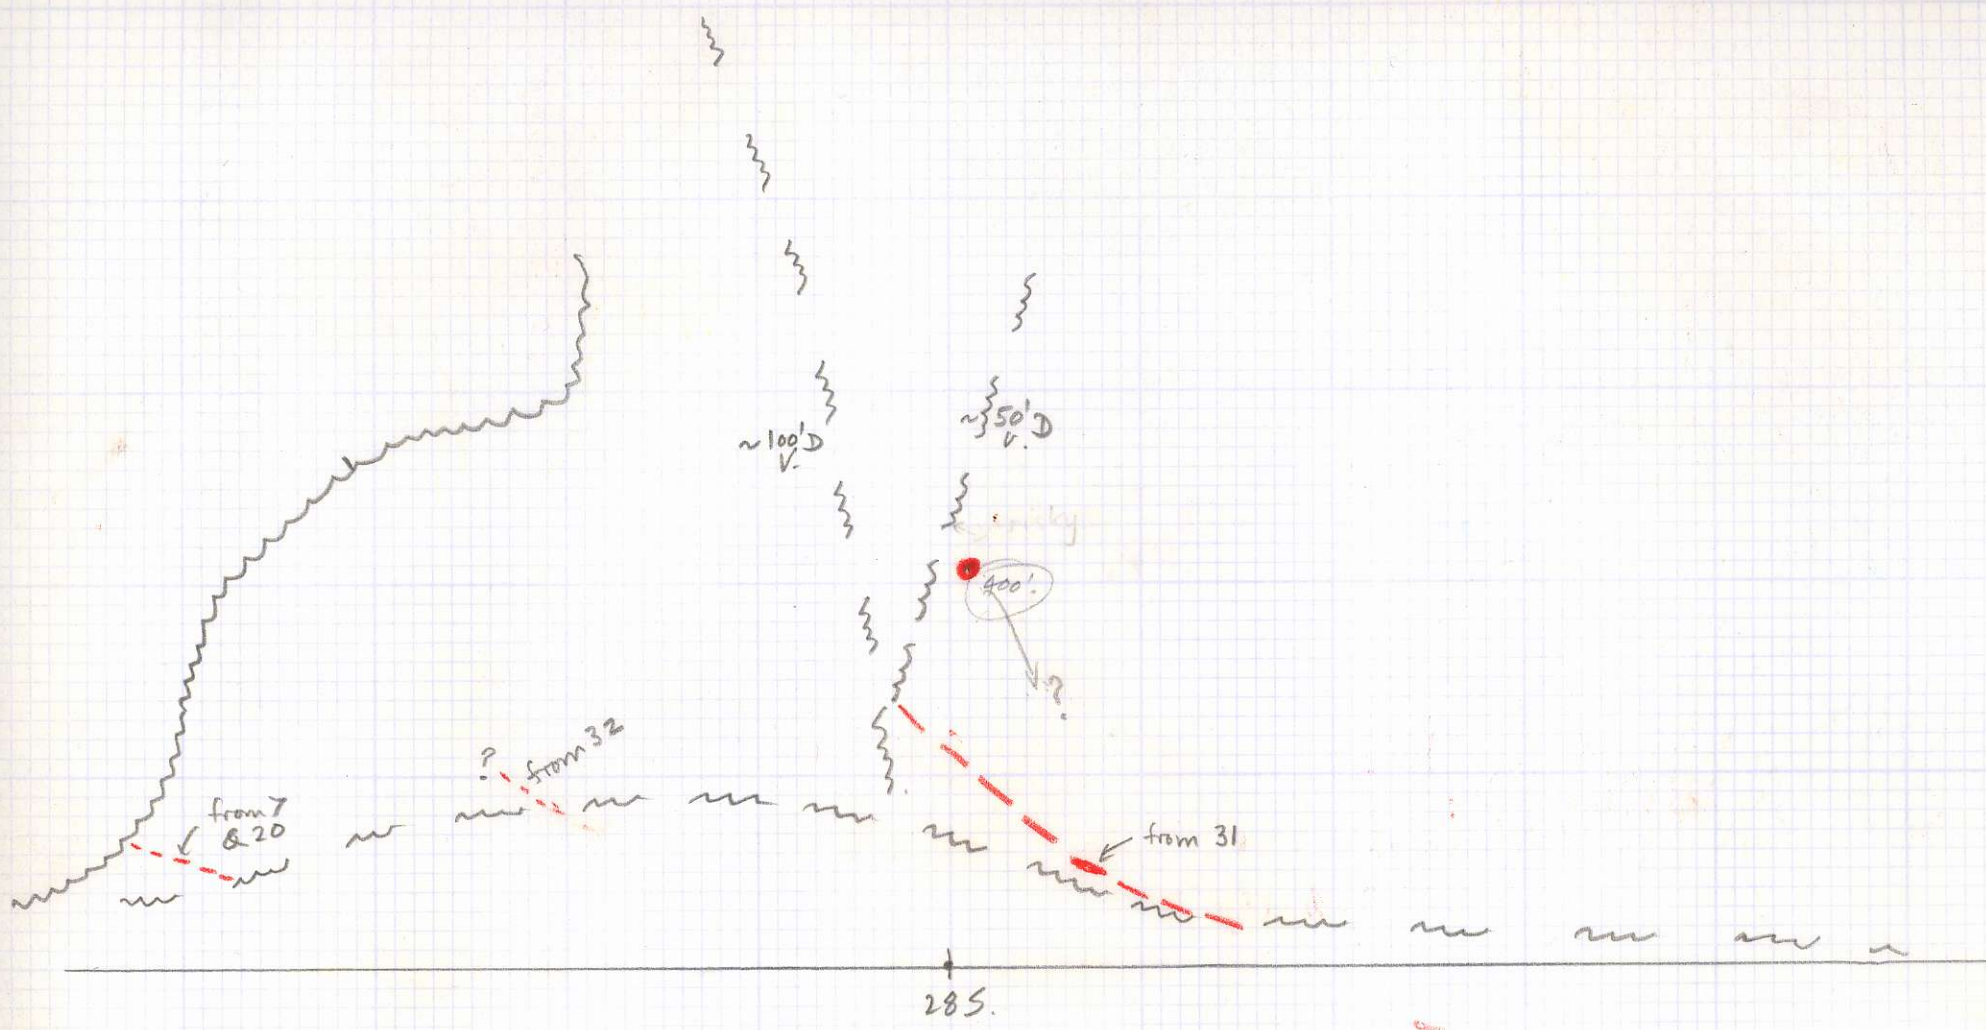 ~50'D
V.
~100'D
V.
400'.
?
from 32
?
from 7
& 20
from 31
285.